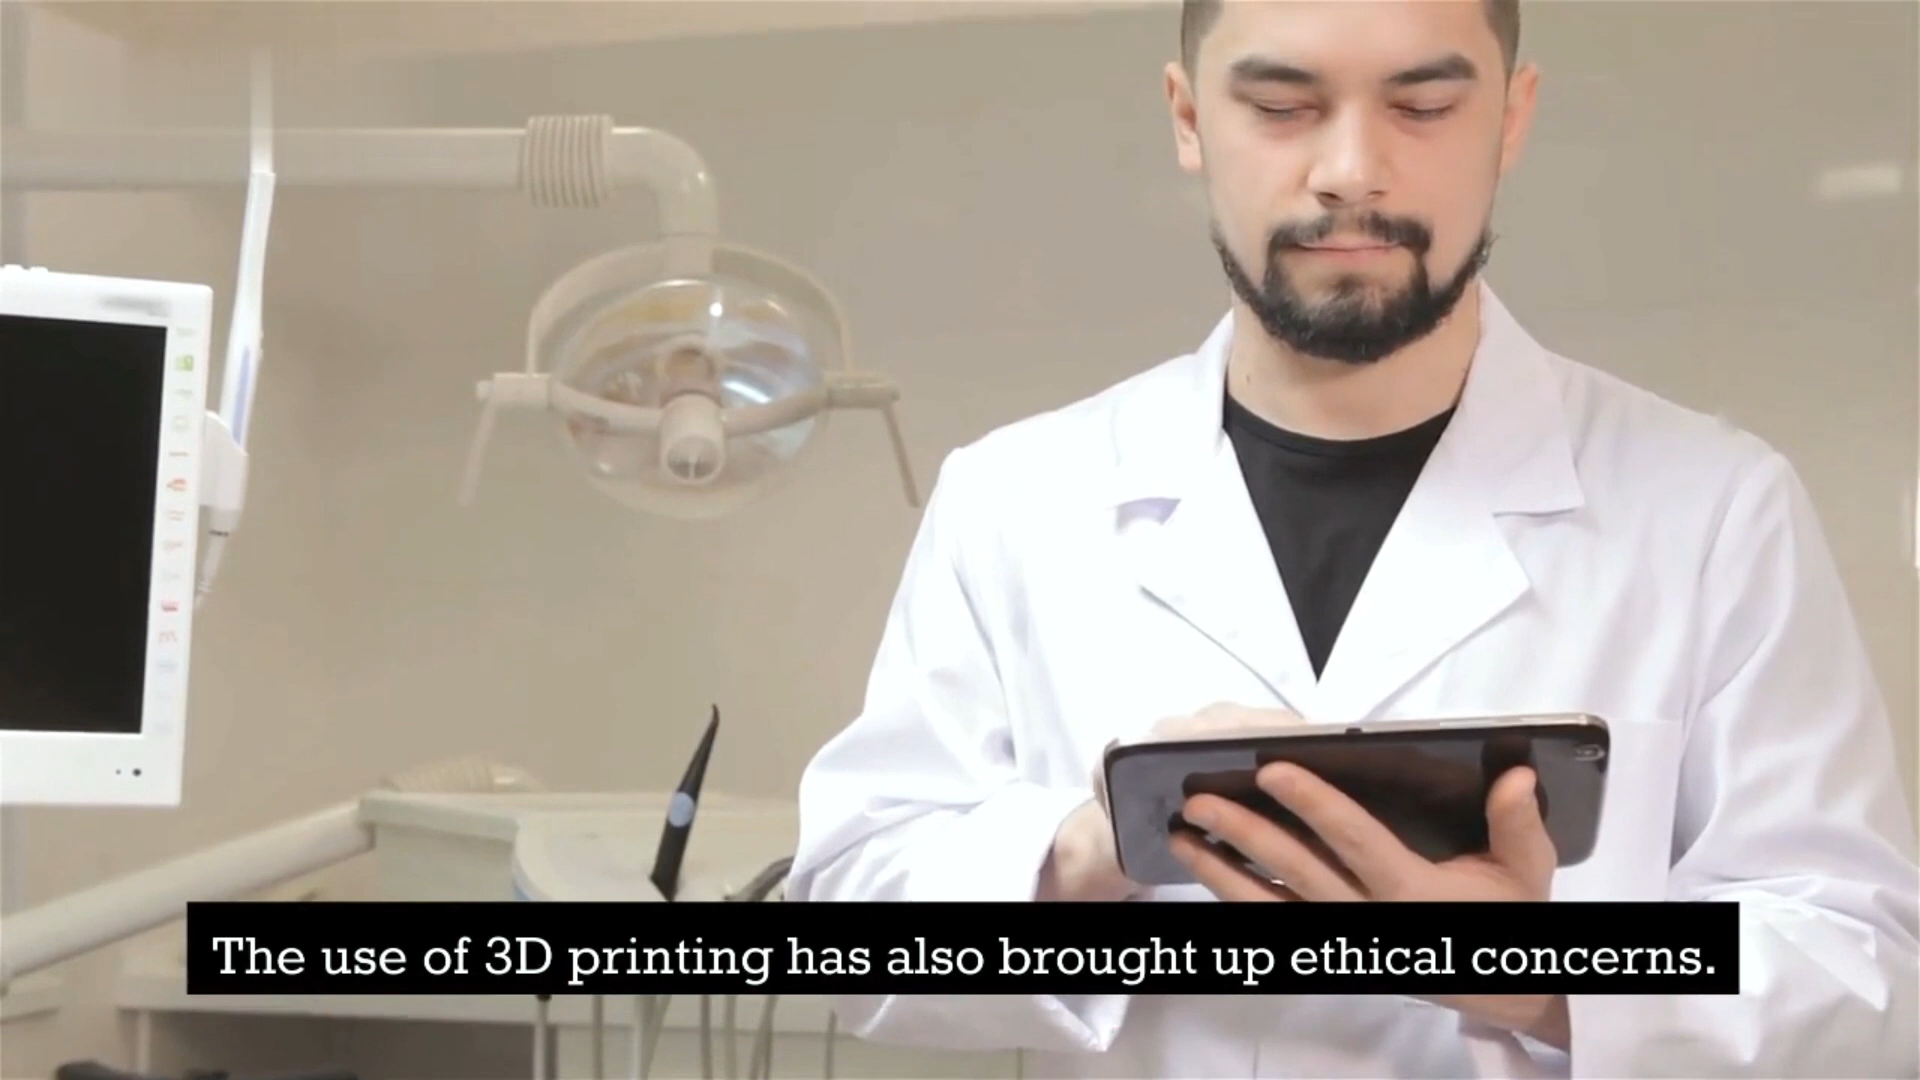 The use of 3D printing has also brought up ethical concerns.